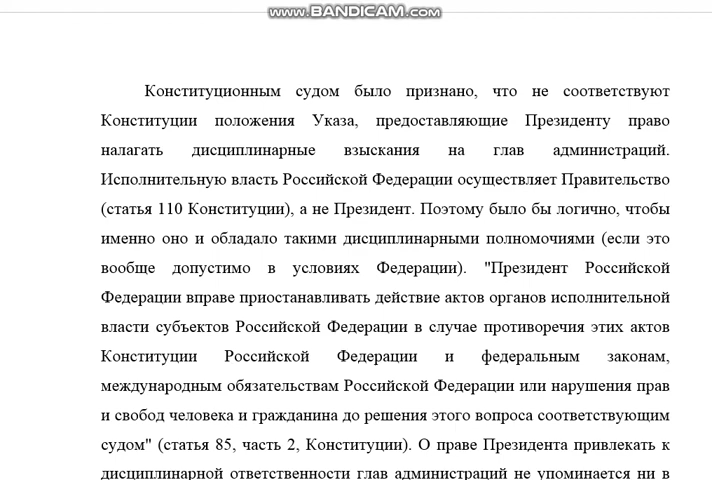 www.BANDICAM.com
Конституционным судом было признано, что не соответствуют
Конституции положения Указа, предоставляющие Президенту право
налагать дисциплинарные взыскания на глав администраций.
Исполнительную власть Российской Федерации осуществляет Правительство
(статья 110 Конституции), а не Президент. Поэтому было бы логично, чтобы
именно оно и обладало такими дисциплинарными полномочиями (если это
вообще допустимо в условиях Федерации). "Президент Российской
Федерации вправе приостанавливать действие актов органов исполнительной
власти субъектов Российской Федерации в случае противоречия этих актов
Конституции Российской Федерации и федеральным законам,
международным обязательствам Российской Федерации или нарушения прав
и свобод человека и гражданина до решения этого вопроса соответствующим
судом" (статья 85, часть 2, Конституции). О праве Президента привлекать к
дисциплинарной ответственности глав администраций не упоминается ни в